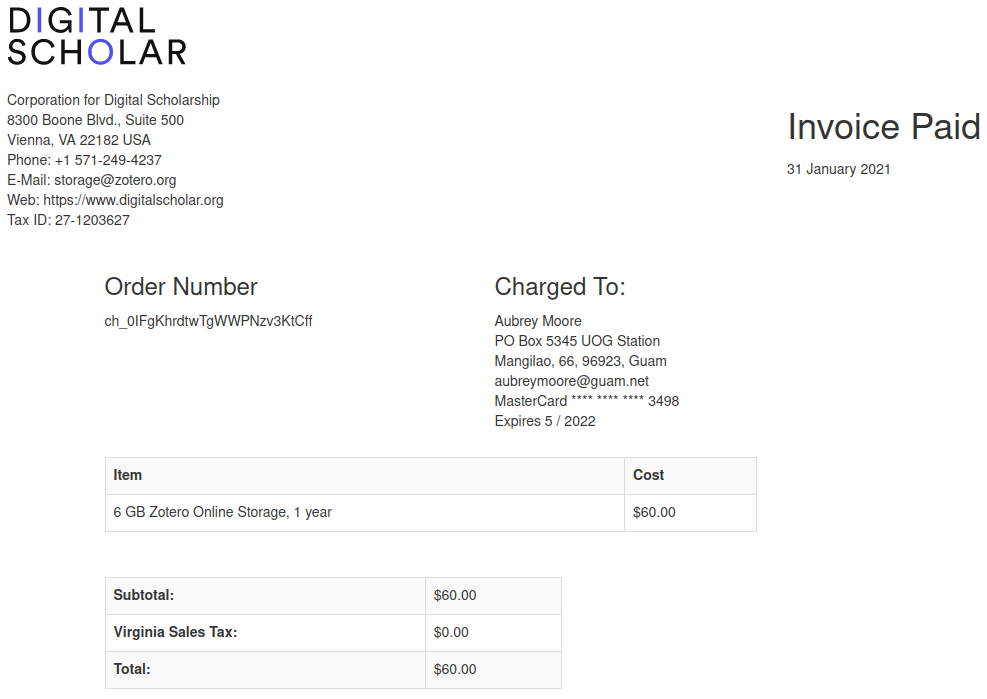 DIGITAL
SCHOLAR
Corporation for Digital Scholarship
8300 Boone Blvd., Suite 500
Vienna, VA 22182 USA
Phone: +1 571-249-4237
E-Mail: storage@zotero.org
Web: https://www.digitalscholar.org
Tax ID: 27-1203627
Invoice Paid
31 January 2021
Order Number
ch_0IFgKhrdtwTgWWPNzv3KtCff
Charged To:
Aubrey Moore
PO Box 5345 UOG Station
Mangilao, 66, 96923, Guam
aubreymoore@guam.net
MasterCard **** **** **** 3498
Expires 5 / 2022
Item Cost
6 GB Zotero Online Storage, 1 year $60.00
Subtotal: $60.00
Virginia Sales Tax: $0.00
Total: $60.00